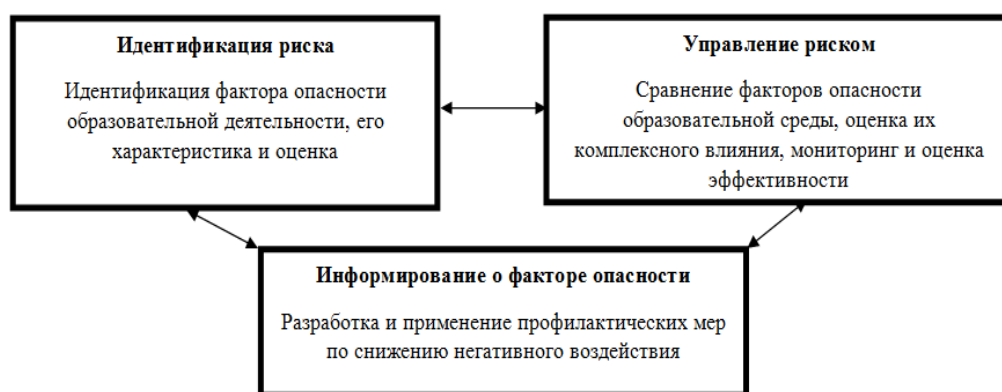 Идентификация риска
Идентификация фактора опасности
образовательной деятельности, его
характеристика и оценка
Управление риском
Сравнение факторов опасности
образовательной среды, оценка их
комплексного влияния, мониторинг и оценка
эффективности
Информирование о факторе опасности
Разработка и применение профилактических мер
по снижению негативного воздействия